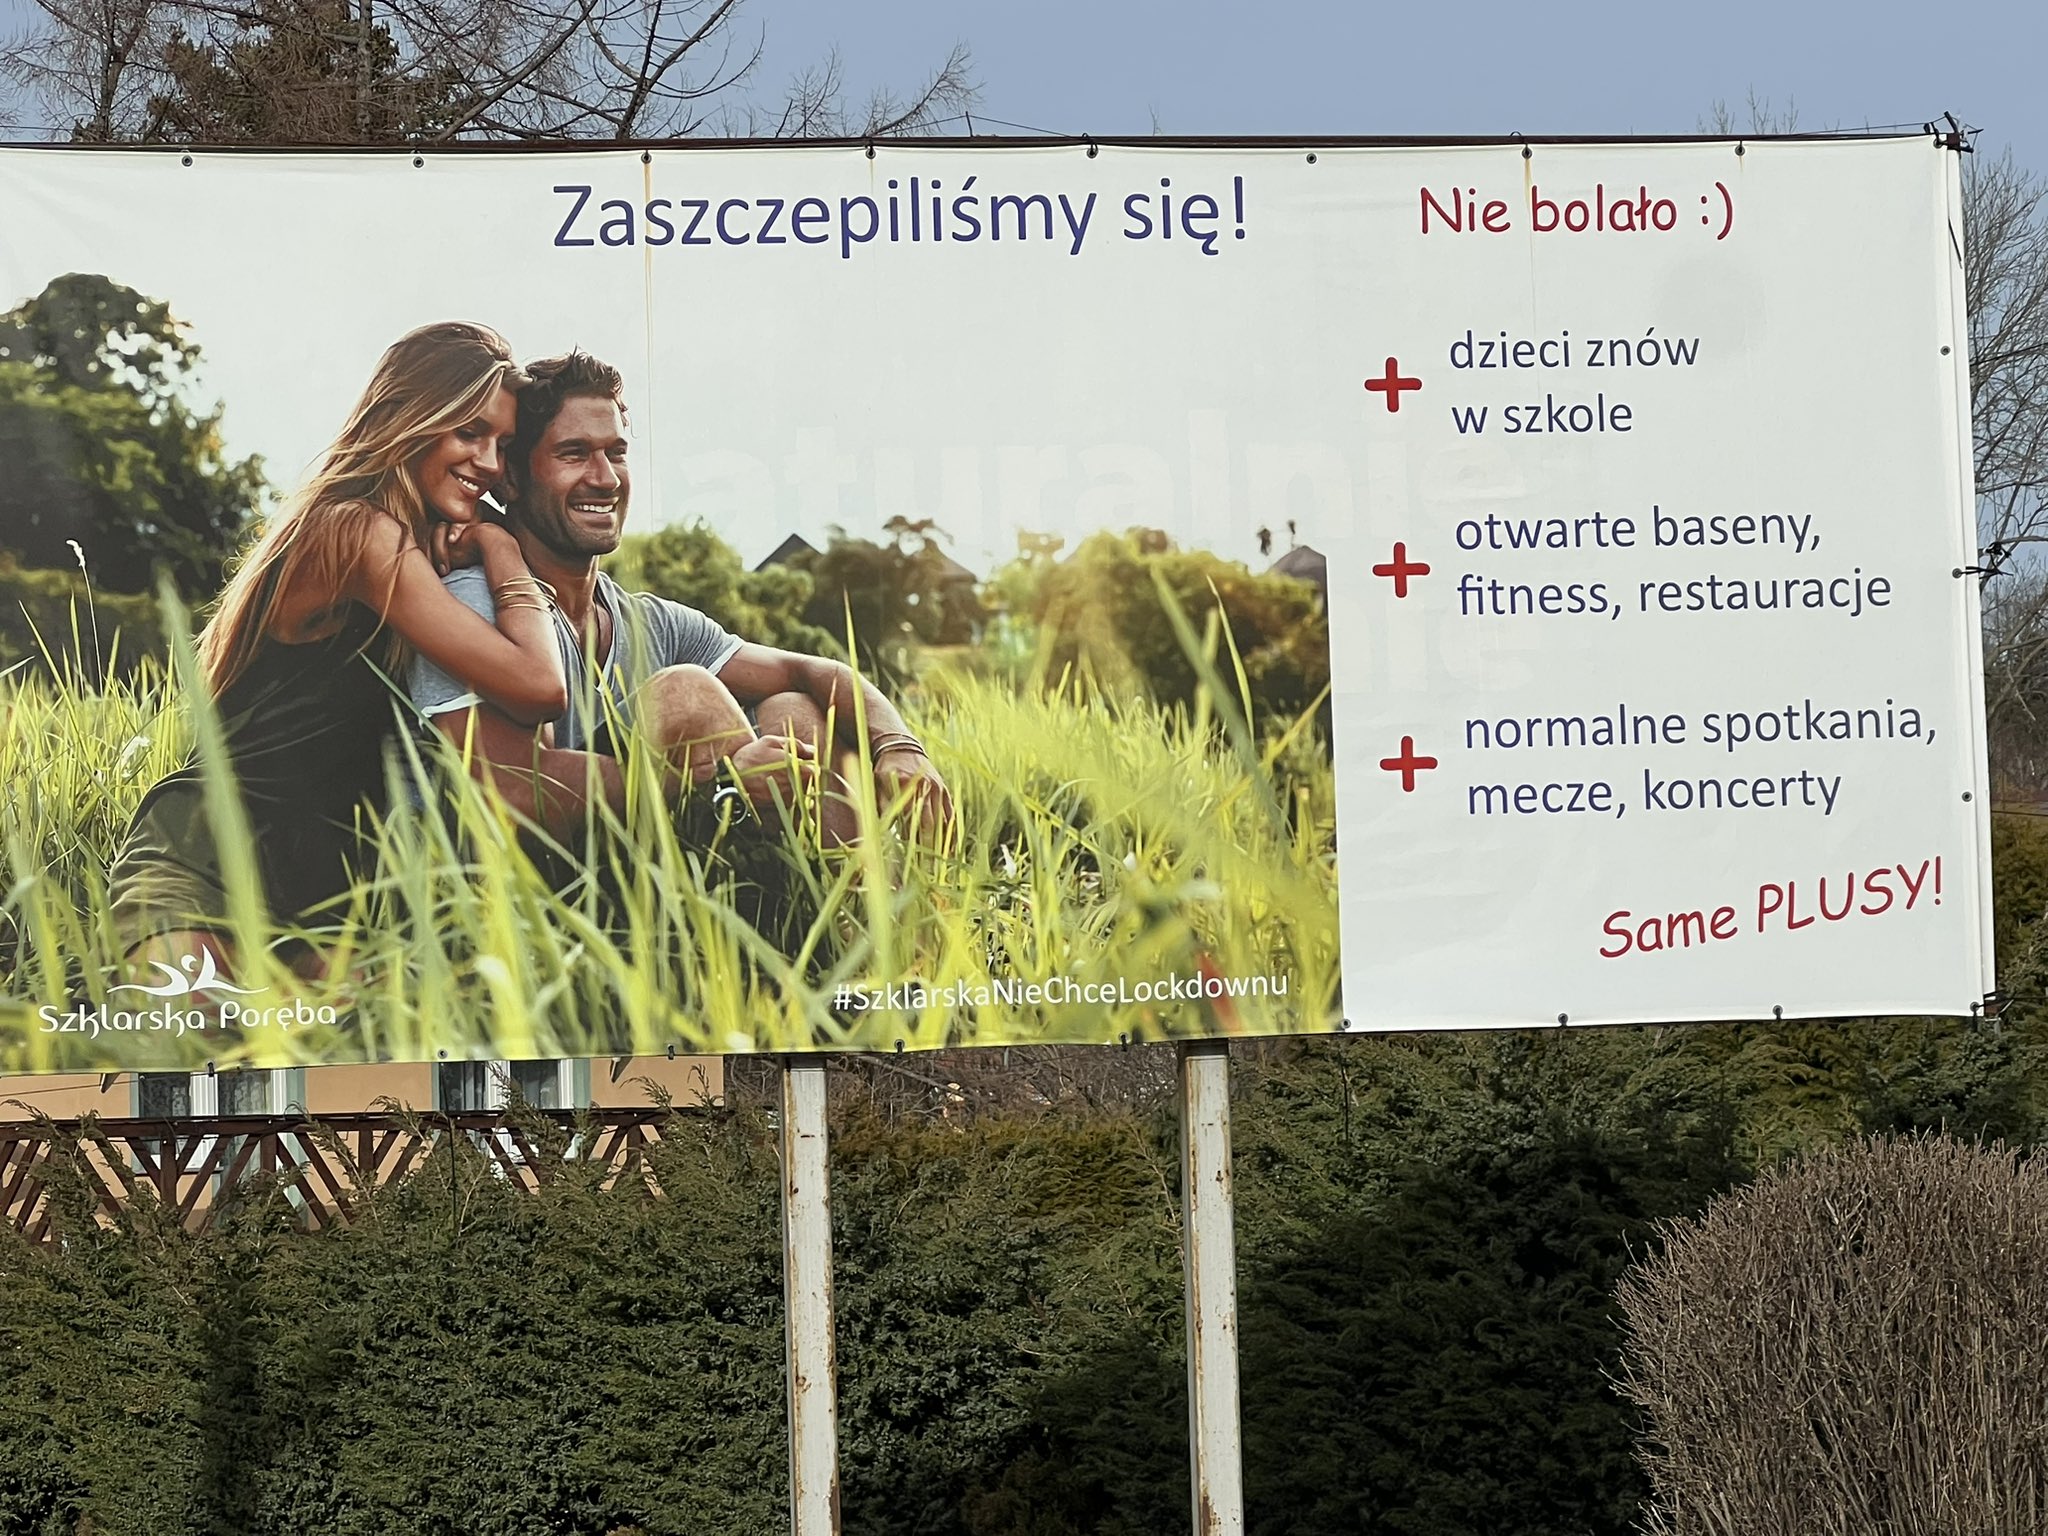 Zaszczepiliśmy się!
Nie bolało :)
dzieci znów
w szkole
otwarte baseny,
fitness, restauracje
normalne spotkania,
mecze, koncerty
Same PLUSY!
Szklarska Poręba
#SzklarskaNieChceLockdownu